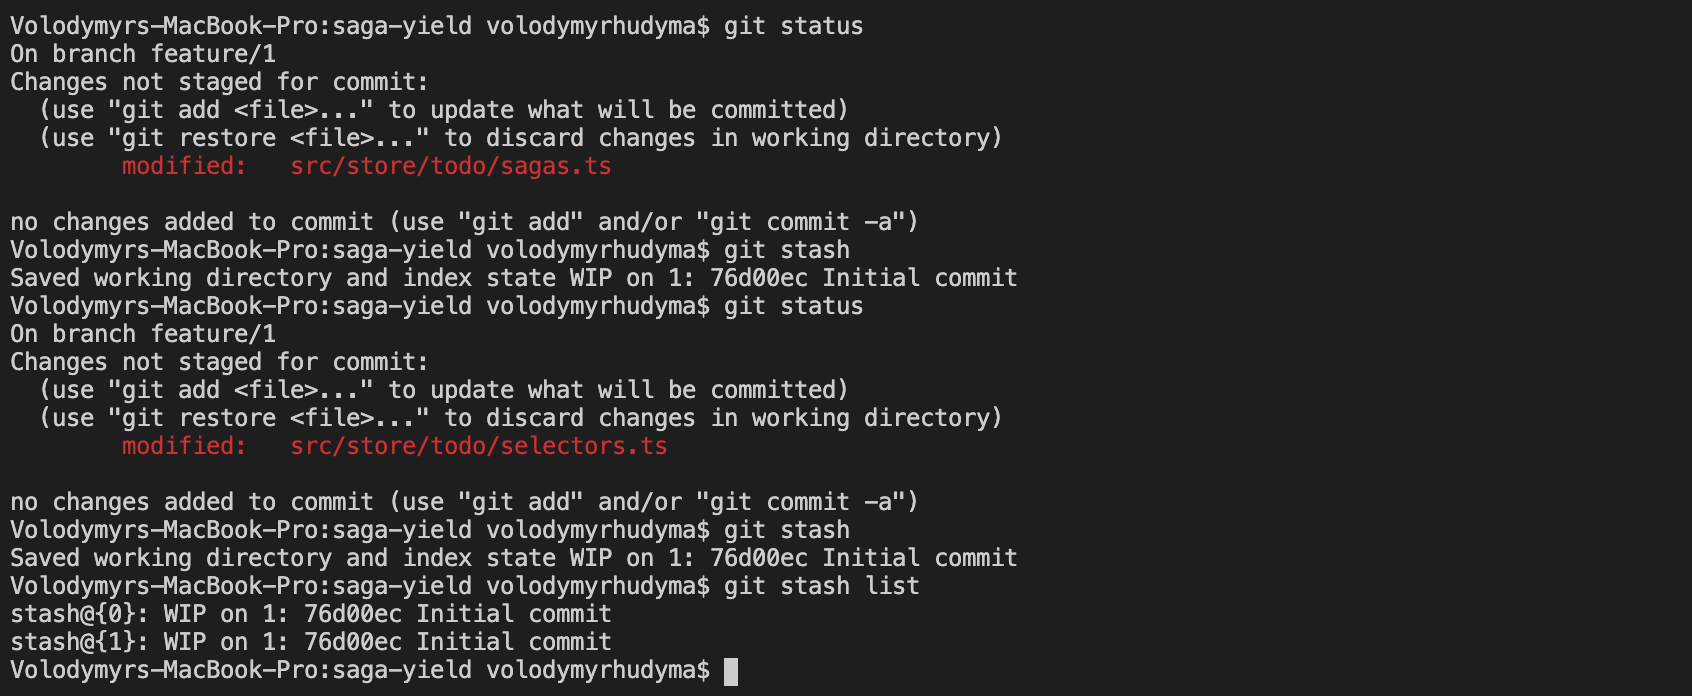 Volodymyrs-MacBook-Pro:saga-yield volodymyrhudyma$ git status
On branch feature/1
Changes not staged for commit:
  (use "git add <file>..." to update what will be committed)
  (use "git restore <file>..." to discard changes in working directory)
        modified:   src/store/todo/sagas.ts

no changes added to commit (use "git add" and/or "git commit -a")
Volodymyrs-MacBook-Pro:saga-yield volodymyrhudyma$ git stash
Saved working directory and index state WIP on 1: 76d00ec Initial commit
Volodymyrs-MacBook-Pro:saga-yield volodymyrhudyma$ git status
On branch feature/1
Changes not staged for commit:
  (use "git add <file>..." to update what will be committed)
  (use "git restore <file>..." to discard changes in working directory)
        modified:   src/store/todo/selectors.ts

no changes added to commit (use "git add" and/or "git commit -a")
Volodymyrs-MacBook-Pro:saga-yield volodymyrhudyma$ git stash
Saved working directory and index state WIP on 1: 76d00ec Initial commit
Volodymyrs-MacBook-Pro:saga-yield volodymyrhudyma$ git stash list
stash@{0}: WIP on 1: 76d00ec Initial commit
stash@{1}: WIP on 1: 76d00ec Initial commit
Volodymyrs-MacBook-Pro:saga-yield volodymyrhudyma$